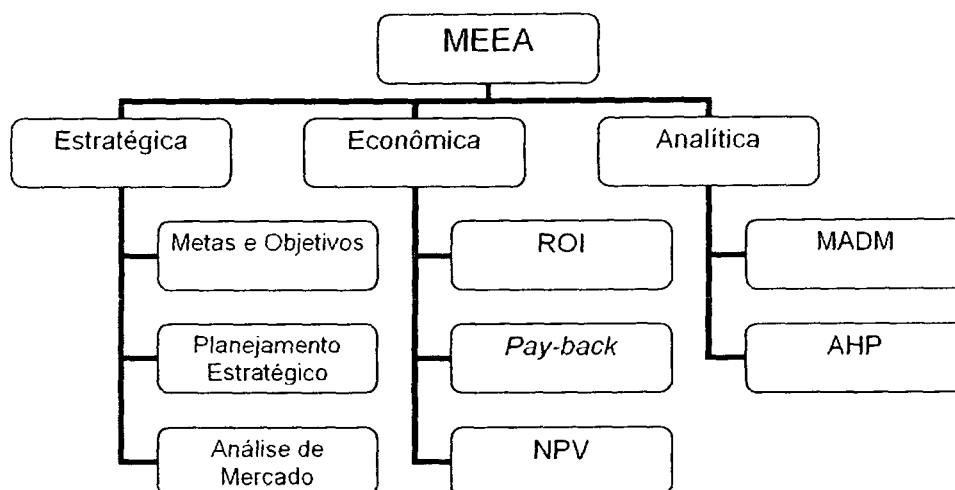 MEEA
Estratégica
Econômica
Analítica
Metas e Objetivos
ROI
MADM
Planejamento
Estratégico
Pay-back
AHP
Análise de
Mercado
NPV